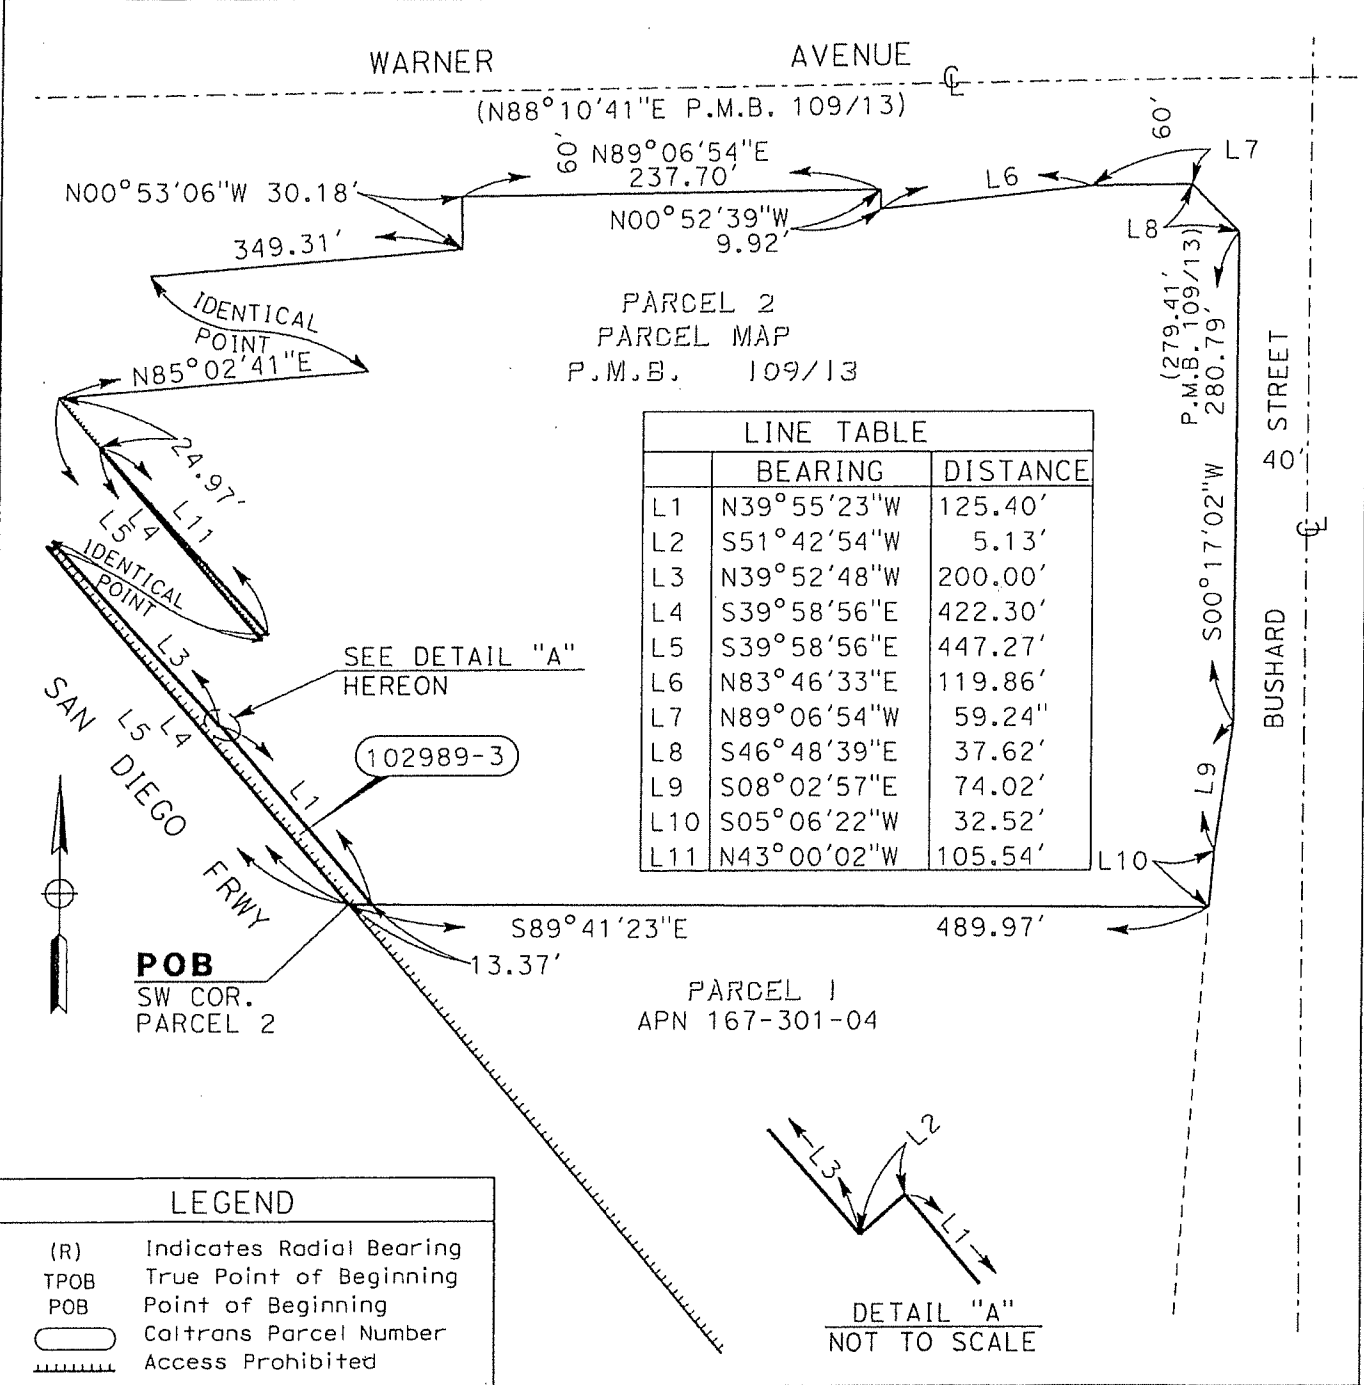 WARNER AVENUE
℄
(N88°10'41"E P.M.B. 109/13)
60'
60'
N89°06'54"E
237.70'
L7
N00°53'06"W 30.18'
L6
N00°52'39"W
9.92'
L8
349.31'
(279.41'
P.M.B. 109/13)
280.79'
IDENTICAL
POINT
PARCEL 2
PARCEL MAP
P.M.B. 109/13
N85°02'41"E
STREET
40'
℄
BUSHARD
S00°17'02"W
24.97'
L11
L4
L5
IDENTICAL
POINT
LINE TABLE
BEARING DISTANCE
L1 N39°55'23"W 125.40'
L2 S51°42'54"W 5.13'
L3 N39°52'48"W 200.00'
L4 S39°58'56"E 422.30'
L5 S39°58'56"E 447.27'
L6 N83°46'33"E 119.86'
L7 N89°06'54"W 59.24"
L8 S46°48'39"E 37.62'
L9 S08°02'57"E 74.02'
L10 S05°06'22"W 32.52'
L11 N43°00'02"W 105.54'
L3
SEE DETAIL "A"
HEREON
L4
L5
SAN DIEGO FRWY
102989-3
L1
L9
L10
S89°41'23"E
489.97'
13.37'
POB
SW COR.
PARCEL 2
PARCEL 1
APN 167-301-04
L2
L3
L1
DETAIL "A"
NOT TO SCALE
LEGEND
(R) Indicates Radial Bearing
TPOB True Point of Beginning
POB Point of Beginning
Caltrans Parcel Number
Access Prohibited